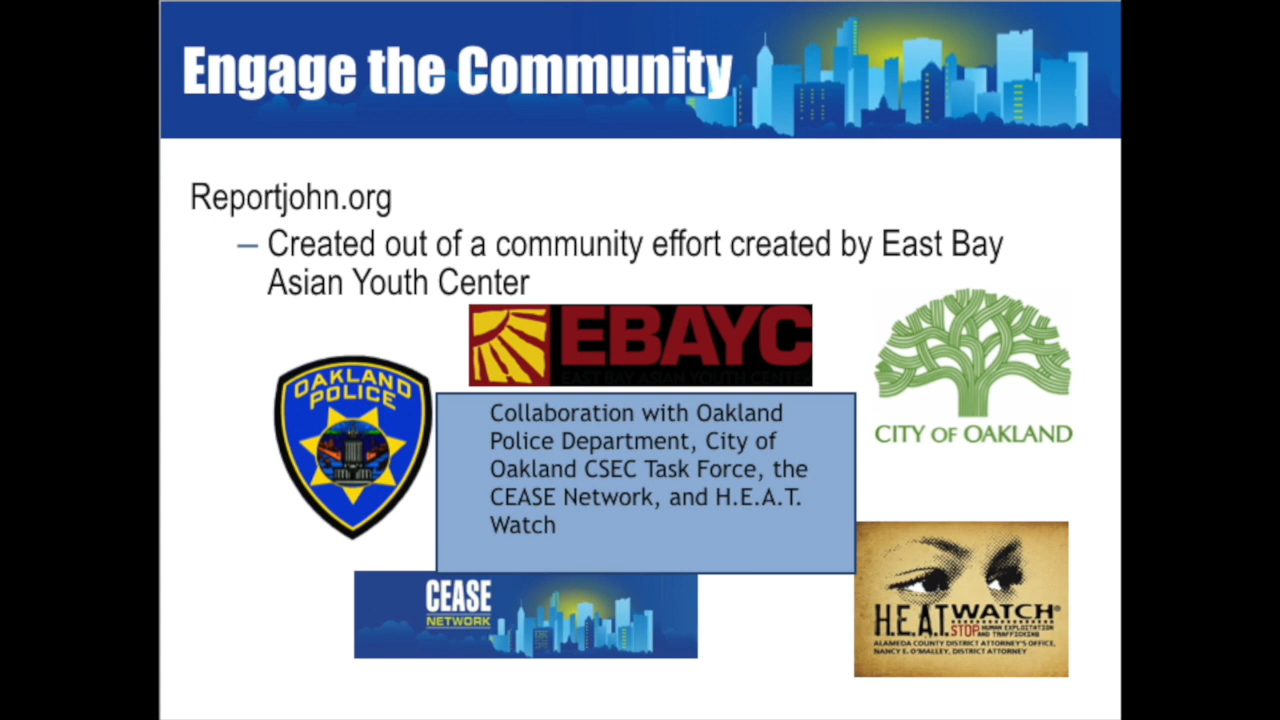 Engage the Community
Reportjohn.org
– Created out of a community effort created by East Bay
Asian Youth Center
EBAYC
EAST BAY ASIAN YOUTH CENTER
CITY OF OAKLAND
OAKLAND
POLICE
Collaboration with Oakland
Police Department, City of
Oakland CSEC Task Force, the
CEASE Network, and H.E.A.T.
Watch
CEASE
NETWORK
H.E.A.T. WATCH®
STOP HUMAN EXPLOITATION
AND TRAFFICKING
ALAMEDA COUNTY DISTRICT ATTORNEY'S OFFICE,
NANCY E. O'MALLEY, DISTRICT ATTORNEY